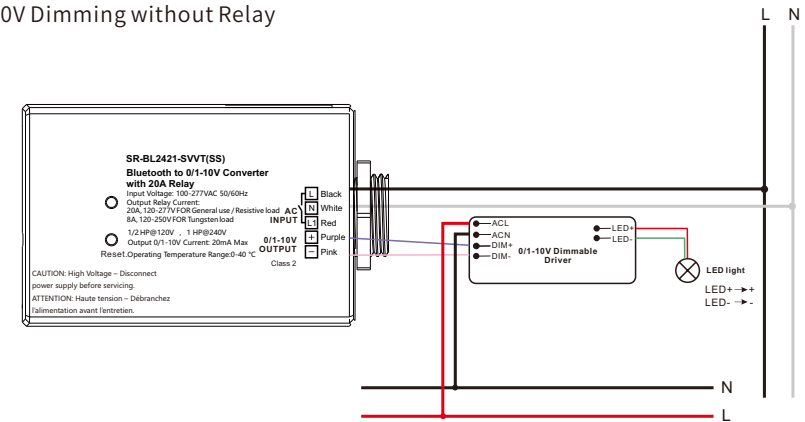 0V Dimming without Relay
L N
SR-BL2421-SVVT(SS)
Bluetooth to 0/1-10V Converter
with 20A Relay
Input Voltage: 100-277VAC 50/60Hz
Output Relay Current:
20A, 120-277V FOR General use / Resistive load
8A, 120-250V FOR Tungsten load
1/2 HP@120V , 1 HP@240V
Output 0/1-10V Current: 20mA Max
Reset Operating Temperature Range:0-40 °C
CAUTION: High Voltage – Disconnect
power supply before servicing.
ATTENTION: Haute tension – Débranchez
l'alimentation avant l'entretien.
AC
INPUT
0/1-10V
OUTPUT
Class 2
L Black
N White
L1 Red
+ Purple
– Pink
ACL
ACN
DIM+
DIM-
0/1-10V Dimmable
Driver
LED+
LED-
LED light
LED+ +
LED- -
N
L